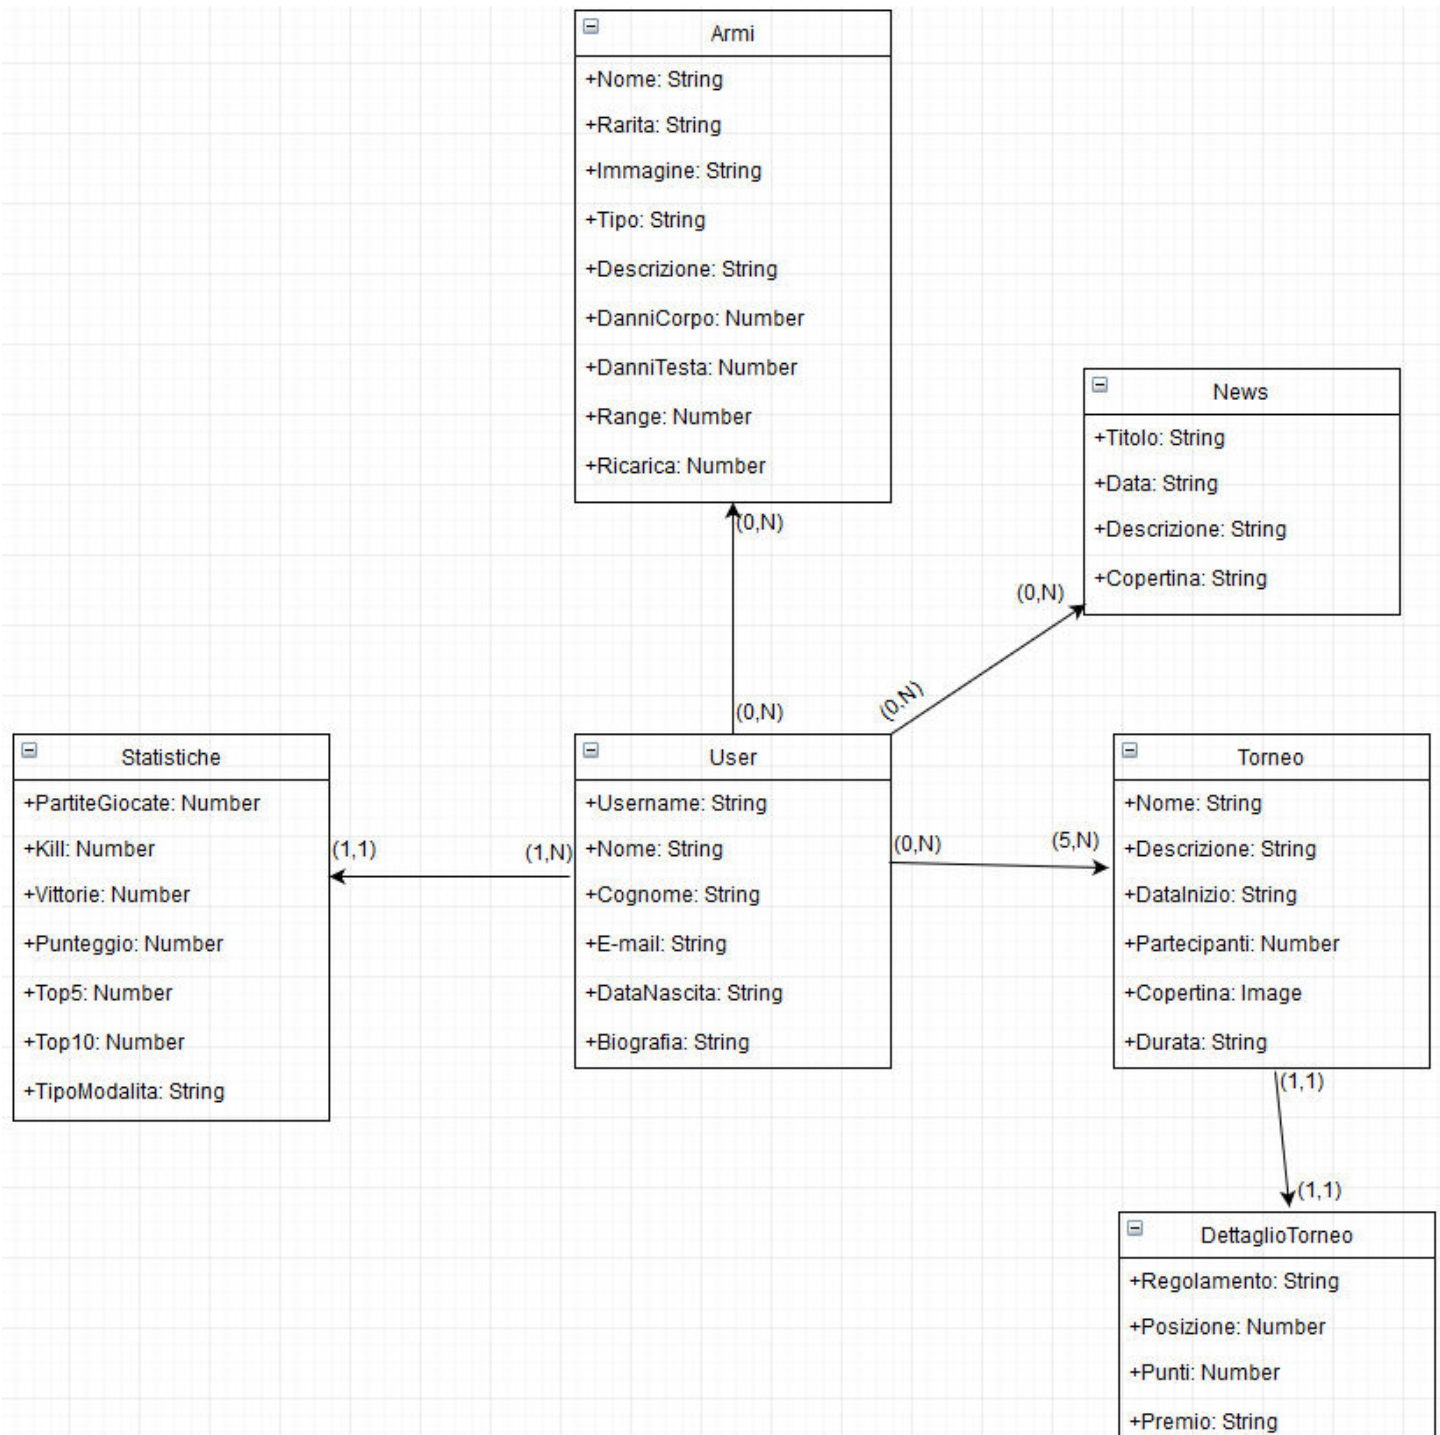 Armi
+Nome: String
+Rarita: String
+Immagine: String
+Tipo: String
+Descrizione: String
+DanniCorpo: Number
+DanniTesta: Number
+Range: Number
+Ricarica: Number
(0,N)
(0,N)
News
+Titolo: String
+Data: String
+Descrizione: String
+Copertina: String
(0,N)
(0,N)
Statistiche
+PartiteGiocate: Number
+Kill: Number
+Vittorie: Number
+Punteggio: Number
+Top5: Number
+Top10: Number
+TipoModalita: String
(1,1)
(1,N)
User
+Username: String
+Nome: String
+Cognome: String
+E-mail: String
+DataNascita: String
+Biografia: String
(0,N)
(5,N)
Torneo
+Nome: String
+Descrizione: String
+DataInizio: String
+Partecipanti: Number
+Copertina: Image
+Durata: String
(1,1)
(1,1)
DettaglioTorneo
+Regolamento: String
+Posizione: Number
+Punti: Number
+Premio: String